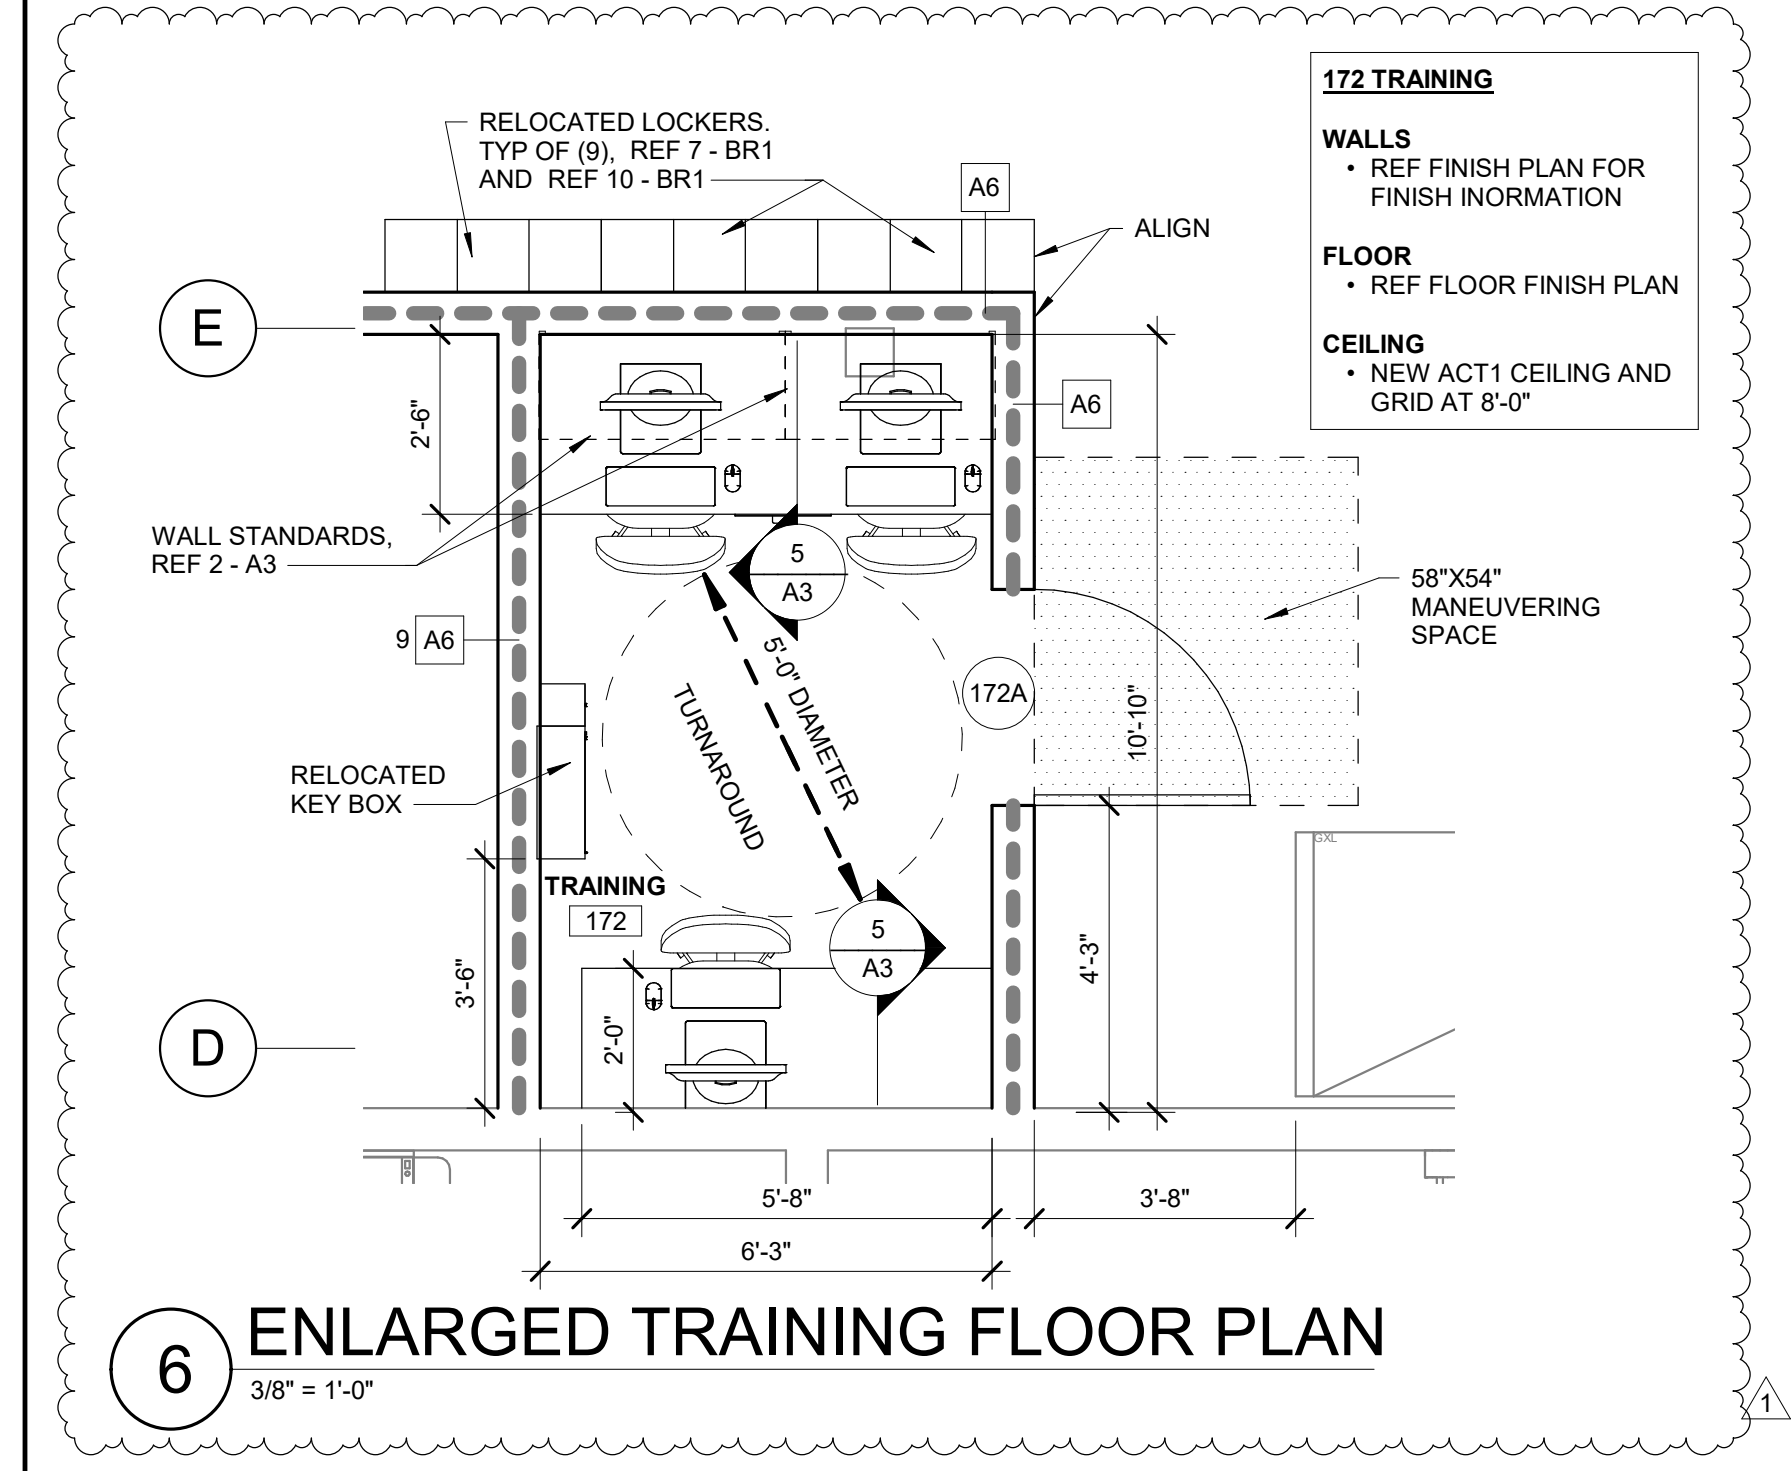 172 TRAINING
WALLS
• REF FINISH PLAN FOR
FINISH INORMATION
FLOOR
• REF FLOOR FINISH PLAN
CEILING
• NEW ACT1 CEILING AND
GRID AT 8'-0"
RELOCATED LOCKERS.
TYP OF (9), REF 7 - BR1
AND REF 10 - BR1
A6
ALIGN
E
2'-6"
A6
WALL STANDARDS,
REF 2 - A3
5
A3
58"X54"
MANEUVERING
SPACE
9 A6
5'-0" DIAMETER
TURNAROUND
172A
10'-10"
RELOCATED
KEY BOX
GXL
TRAINING
172
5
A3
3'-6"
2'-0"
4'-3"
D
5'-8"
3'-8"
6'-3"
6
ENLARGED TRAINING FLOOR PLAN
3/8" = 1'-0"
1